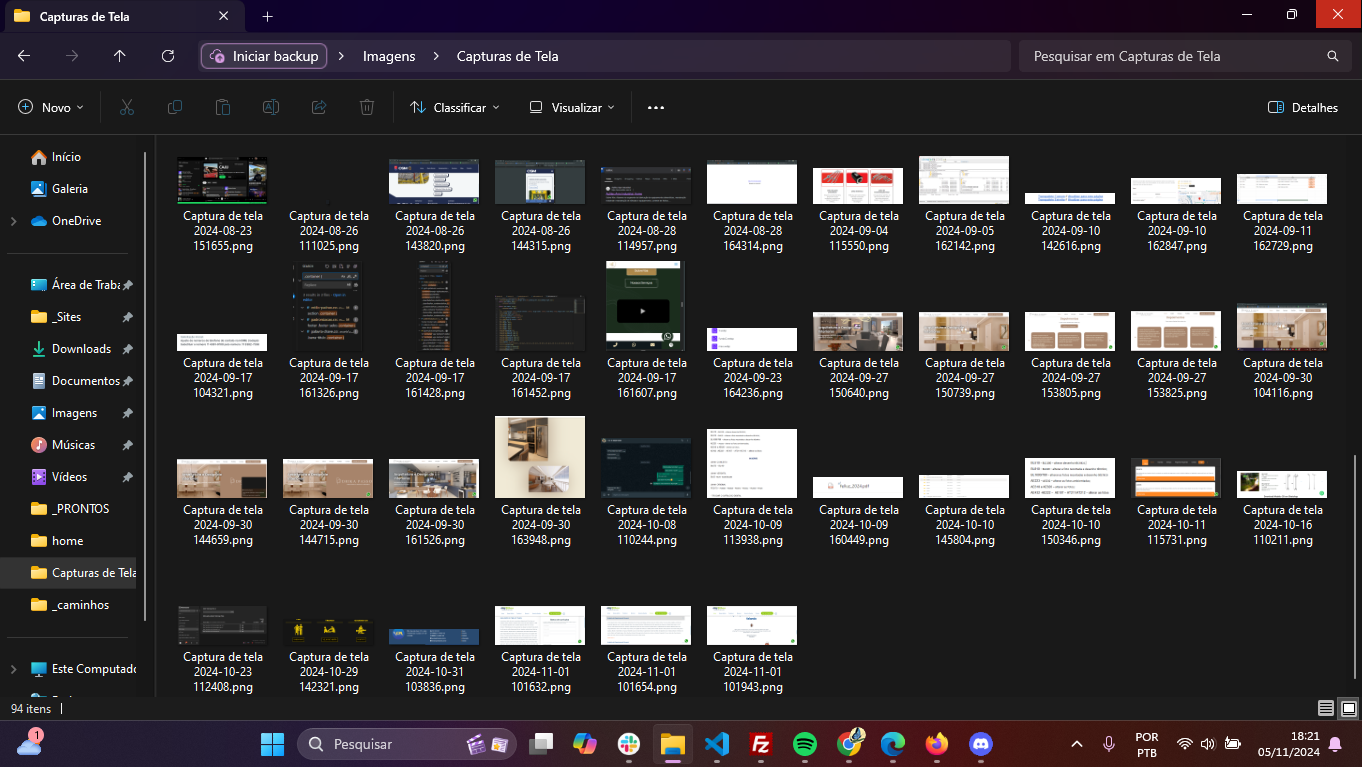 Capturas de Tela
Iniciar backup
Imagens
Capturas de Tela
Pesquisar em Capturas de Tela
Novo
Classificar
Visualizar
Detalhes
Início
Galeria
OneDrive
Área de Traba
_Sites
Downloads
Documentos
Imagens
Músicas
Vídeos
_PRONTOS
home
Capturas de Tela
_caminhos
Este Computado
Captura de tela 2024-08-23 151655.png
Captura de tela 2024-08-26 111025.png
Captura de tela 2024-08-26 143820.png
Captura de tela 2024-08-26 144315.png
Captura de tela 2024-08-28 114957.png
Captura de tela 2024-08-28 164314.png
Captura de tela 2024-09-04 115550.png
Captura de tela 2024-09-05 162142.png
Captura de tela 2024-09-10 142616.png
Captura de tela 2024-09-10 162847.png
Captura de tela 2024-09-11 162729.png
Captura de tela 2024-09-17 104321.png
Captura de tela 2024-09-17 161326.png
Captura de tela 2024-09-17 161428.png
Captura de tela 2024-09-17 161452.png
Captura de tela 2024-09-17 161607.png
Captura de tela 2024-09-23 164236.png
Captura de tela 2024-09-27 150640.png
Captura de tela 2024-09-27 150739.png
Captura de tela 2024-09-27 153805.png
Captura de tela 2024-09-27 153825.png
Captura de tela 2024-09-30 104116.png
Captura de tela 2024-09-30 144659.png
Captura de tela 2024-09-30 144715.png
Captura de tela 2024-09-30 161526.png
Captura de tela 2024-09-30 163948.png
Captura de tela 2024-10-08 110244.png
Captura de tela 2024-10-09 113938.png
Captura de tela 2024-10-09 160449.png
Captura de tela 2024-10-10 145804.png
Captura de tela 2024-10-10 150346.png
Captura de tela 2024-10-11 115731.png
Captura de tela 2024-10-16 110211.png
Captura de tela 2024-10-23 112408.png
Captura de tela 2024-10-29 142321.png
Captura de tela 2024-10-31 103836.png
Captura de tela 2024-11-01 101632.png
Captura de tela 2024-11-01 101654.png
Captura de tela 2024-11-01 101943.png
94 itens
1
Pesquisar
POR
PTB
18:21
05/11/2024